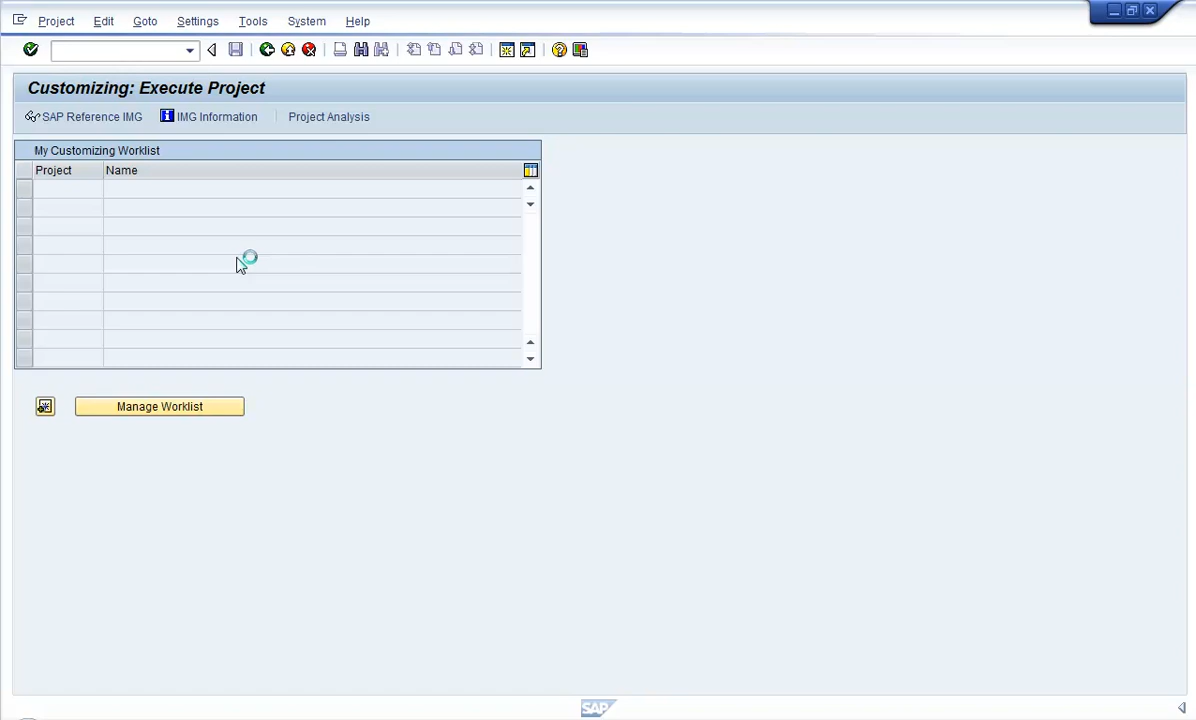 Project Edit Goto Settings Tools System Help
Customizing: Execute Project
SAP Reference IMG IMG Information Project Analysis
My Customizing Worklist
Project Name
Manage Worklist
SAP